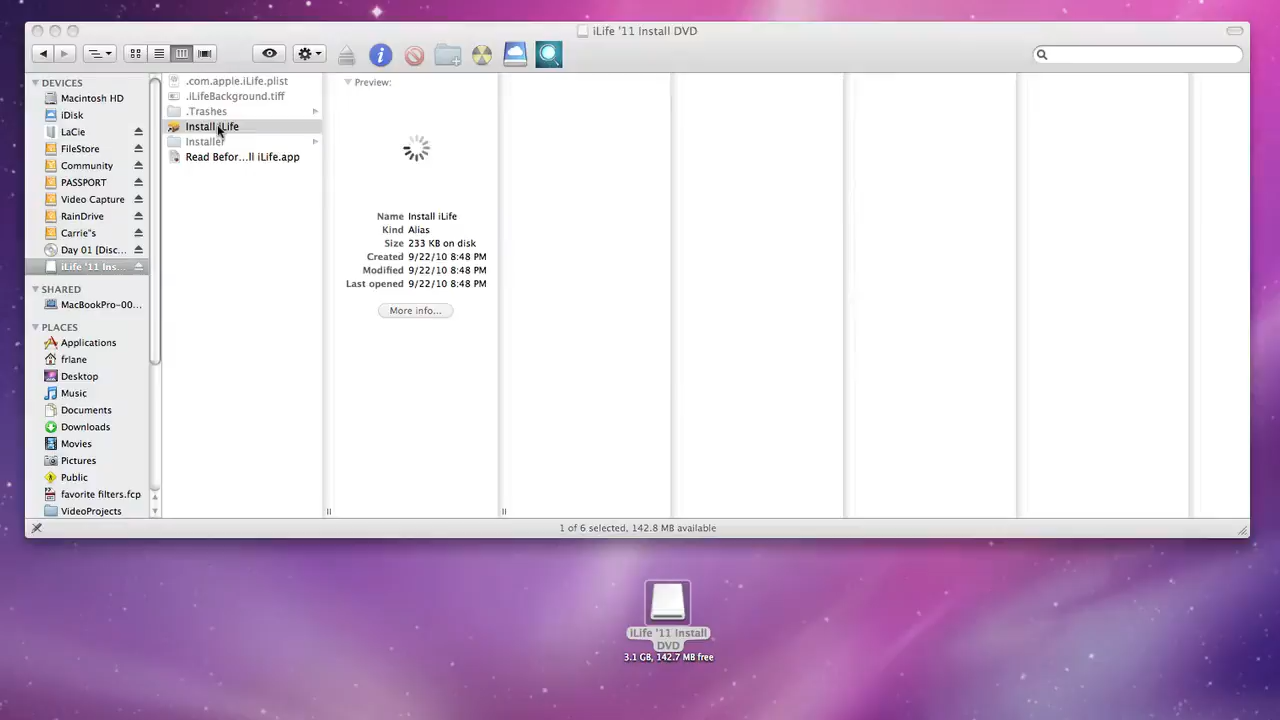 iLife '11 Install DVD
DEVICES
Macintosh HD
iDisk
LaCie
FileStore
Community
PASSPORT
Video Capture
RainDrive
Carrie"s
Day 01 [Disc...
iLife '11 Ins...
SHARED
MacBookPro-00...
PLACES
Applications
frlane
Desktop
Music
Documents
Downloads
Movies
Pictures
Public
favorite filters.fcp
VideoProjects
.com.apple.iLife.plist
.iLifeBackground.tiff
.Trashes
Install iLife
Installer
Read Befor...ll iLife.app
Preview:
Name Install iLife
Kind Alias
Size 233 KB on disk
Created 9/22/10 8:48 PM
Modified 9/22/10 8:48 PM
Last opened 9/22/10 8:48 PM
More info...
1 of 6 selected, 142.8 MB available
iLife '11 Install
DVD
3.1 GB, 142.7 MB free